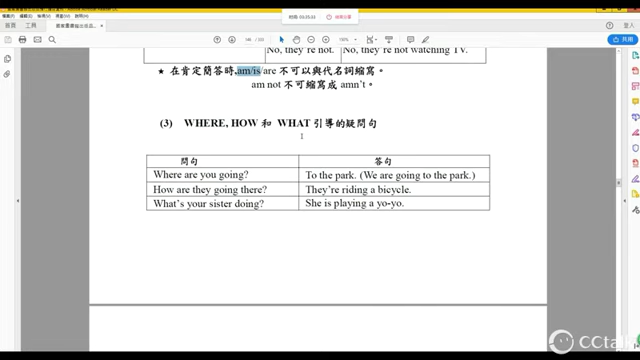 No, they're not. No, they're not watching TV.
★ 在肯定簡答時,am/is/are 不可以與代名詞縮寫。
am not 不可縮寫成 amn't。
(3) WHERE, HOW 和 WHAT 引導的疑問句
問句 答句
Where are you going? To the park. (We are going to the park.)
How are they going there? They're riding a bicycle.
What's your sister doing? She is playing a yo-yo.
CCtalk